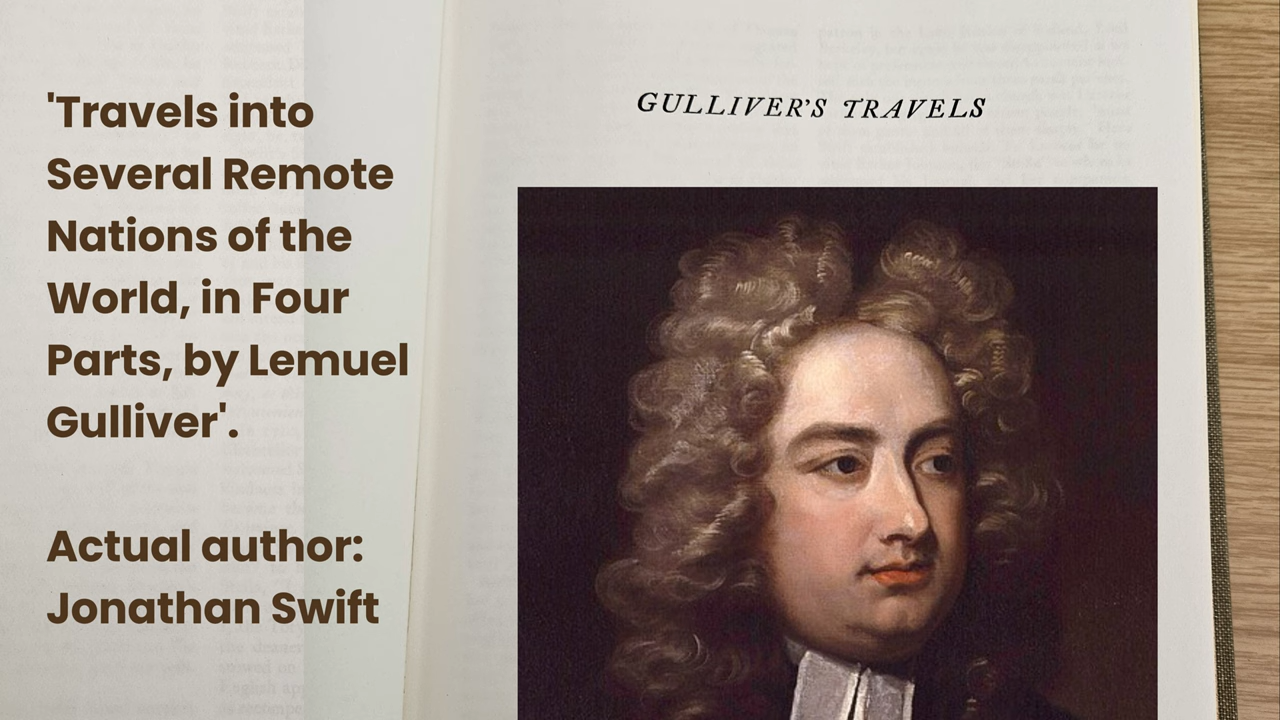 'Travels into
Several Remote
Nations of the
World, in Four
Parts, by Lemuel
Gulliver'.
Actual author:
Jonathan Swift
GULLIVER'S TRAVELS